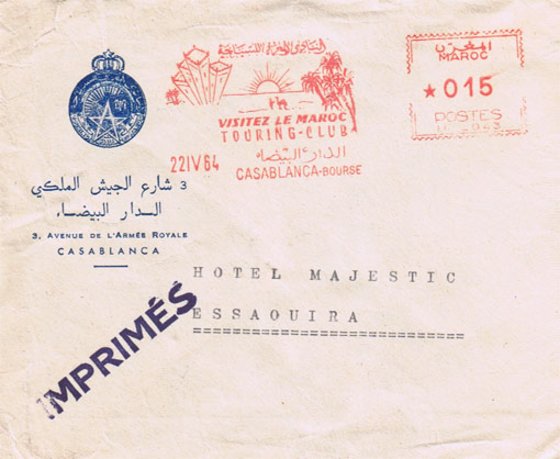 المغرب
MAROC
★ 015
POSTES
VISITEZ LE MAROC
TOURING-CLUB
الدار البيضاء
22 IV 64
CASABLANCA-BOURSE
3 شارع الجيش الملكي
الدار البيضاء
3, AVENUE DE L'ARMÉE ROYALE
CASABLANCA
HOTEL MAJESTIC
ESSAOUIRA
IMPRIMÉS